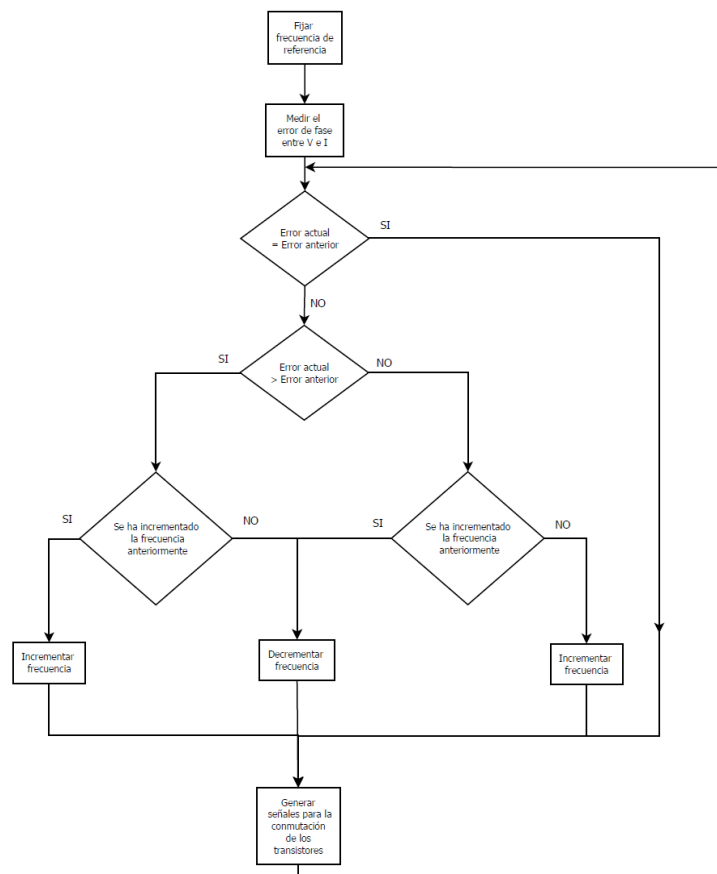 Fijar
frecuencia de
referencia
Medir el
error de fase
entre V e I
Error actual
= Error anterior
SI
NO
Error actual
> Error anterior
SI
NO
Se ha incrementado
la frecuencia
anteriormente
SI
NO
Se ha incrementado
la frecuencia
anteriormente
SI
NO
Incrementar
frecuencia
Decrementar
frecuencia
Incrementar
frecuencia
Generar
señales para la
conmutación
de los
transistores